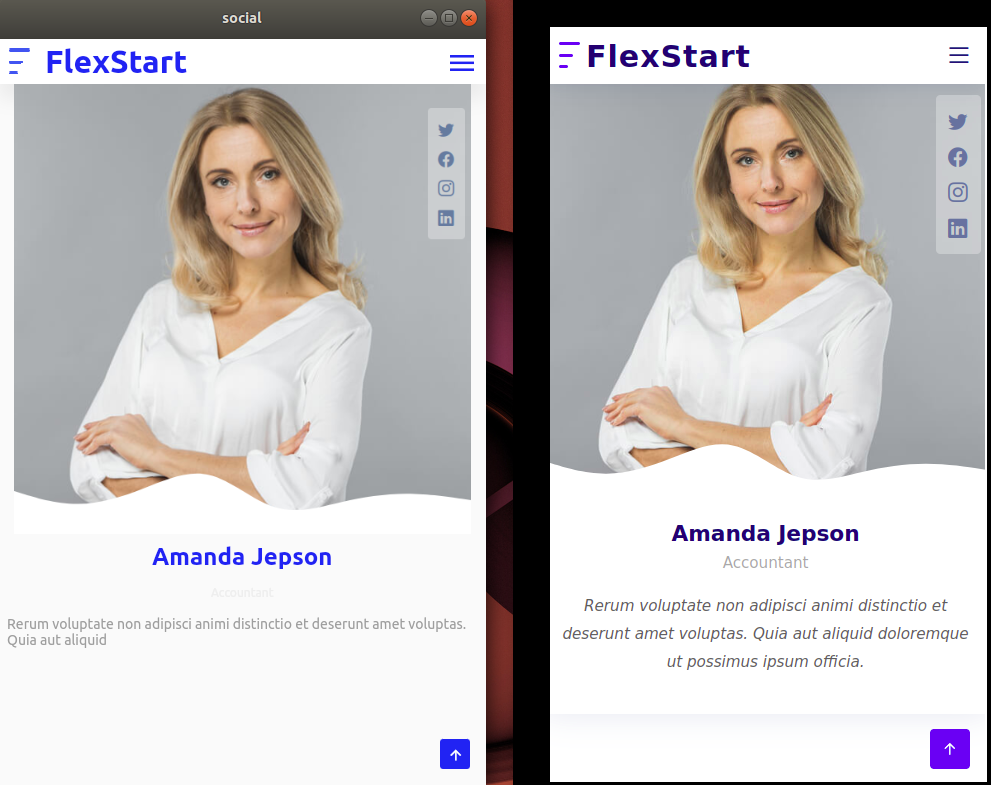 social
FlexStart
Amanda Jepson
Accountant
Rerum voluptate non adipisci animi distinctio et deserunt amet voluptas.
Quia aut aliquid
FlexStart
Amanda Jepson
Accountant
Rerum voluptate non adipisci animi distinctio et
deserunt amet voluptas. Quia aut aliquid doloremque
ut possimus ipsum officia.